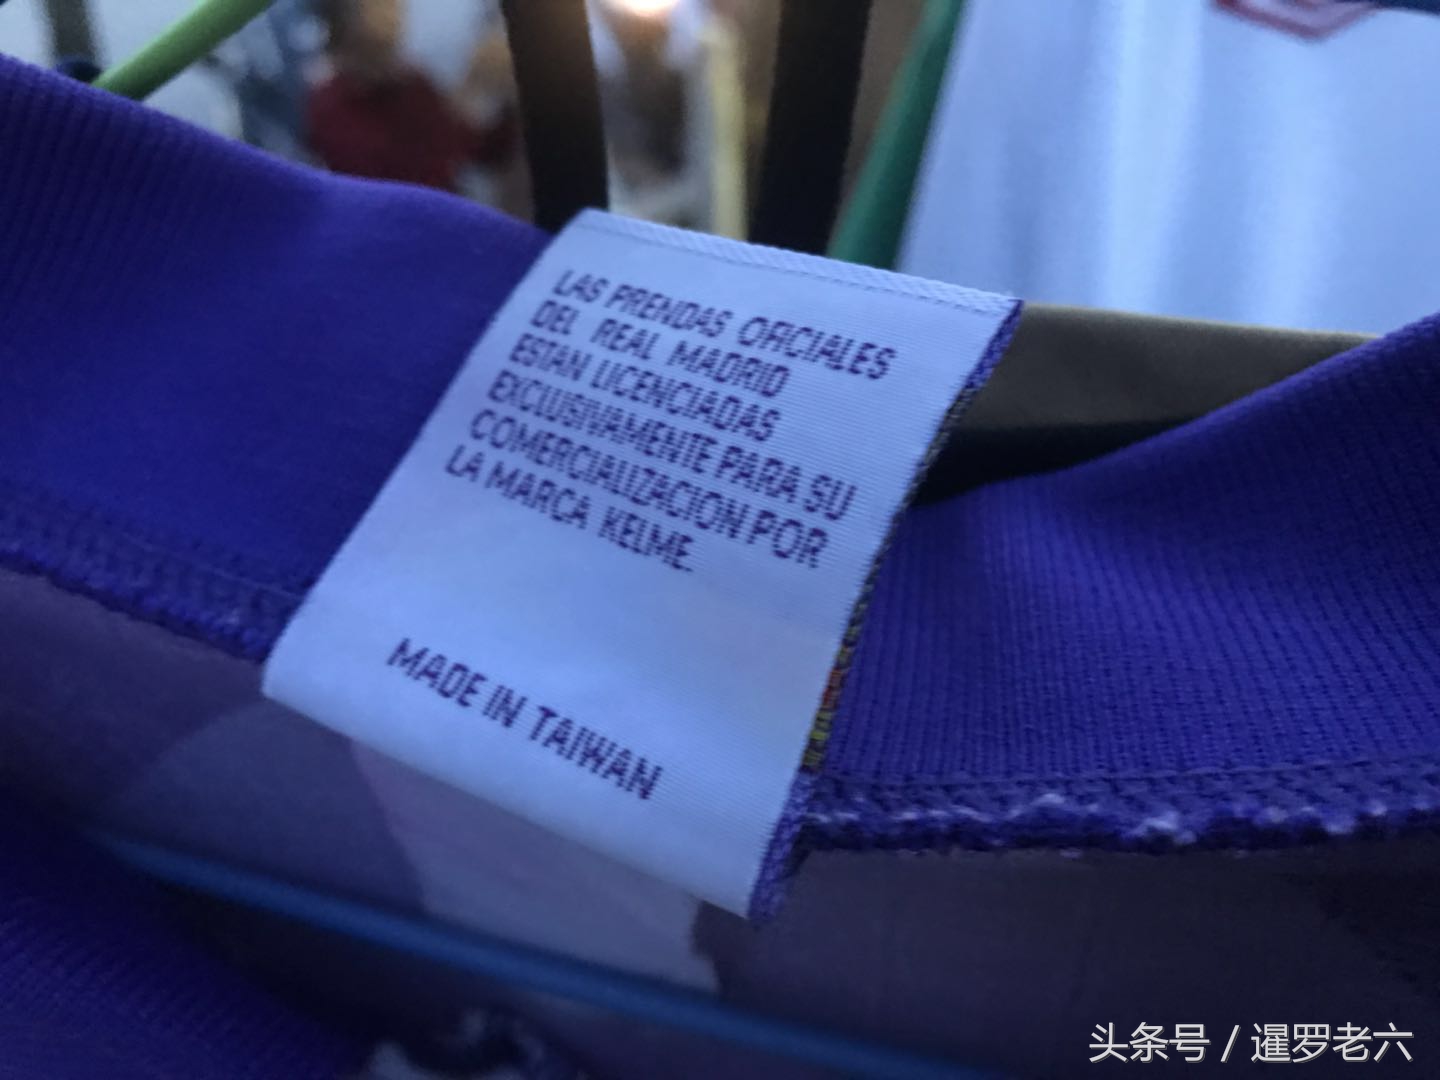 LAS PRENDAS OFICIALES
DEL REAL MADRID
ESTAN LICENCIADAS
EXCLUSIVAMENTE PARA SU
COMERCIALIZACION POR
LA MARCA KELME.
MADE IN TAIWAN
头条号 / 暹罗老六